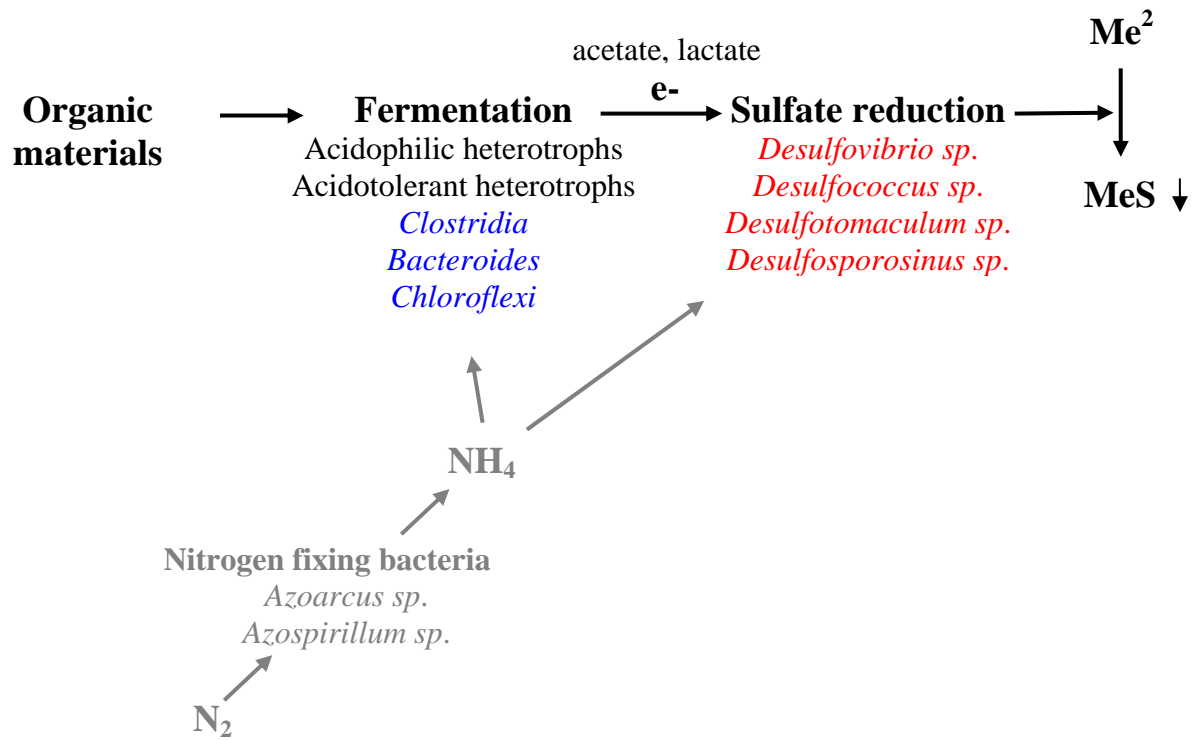 Organic
materials
Fermentation
Acidophilic heterotrophs
Acidotolerant heterotrophs
Clostridia
Bacteroides
Chloroflexi
acetate, lactate
e-
Sulfate reduction
Desulfovibrio sp.
Desulfococcus sp.
Desulfotomaculum sp.
Desulfosporosinus sp.
Me²
MeS ↓
NH₄
Nitrogen fixing bacteria
Azoarcus sp.
Azospirillum sp.
N₂